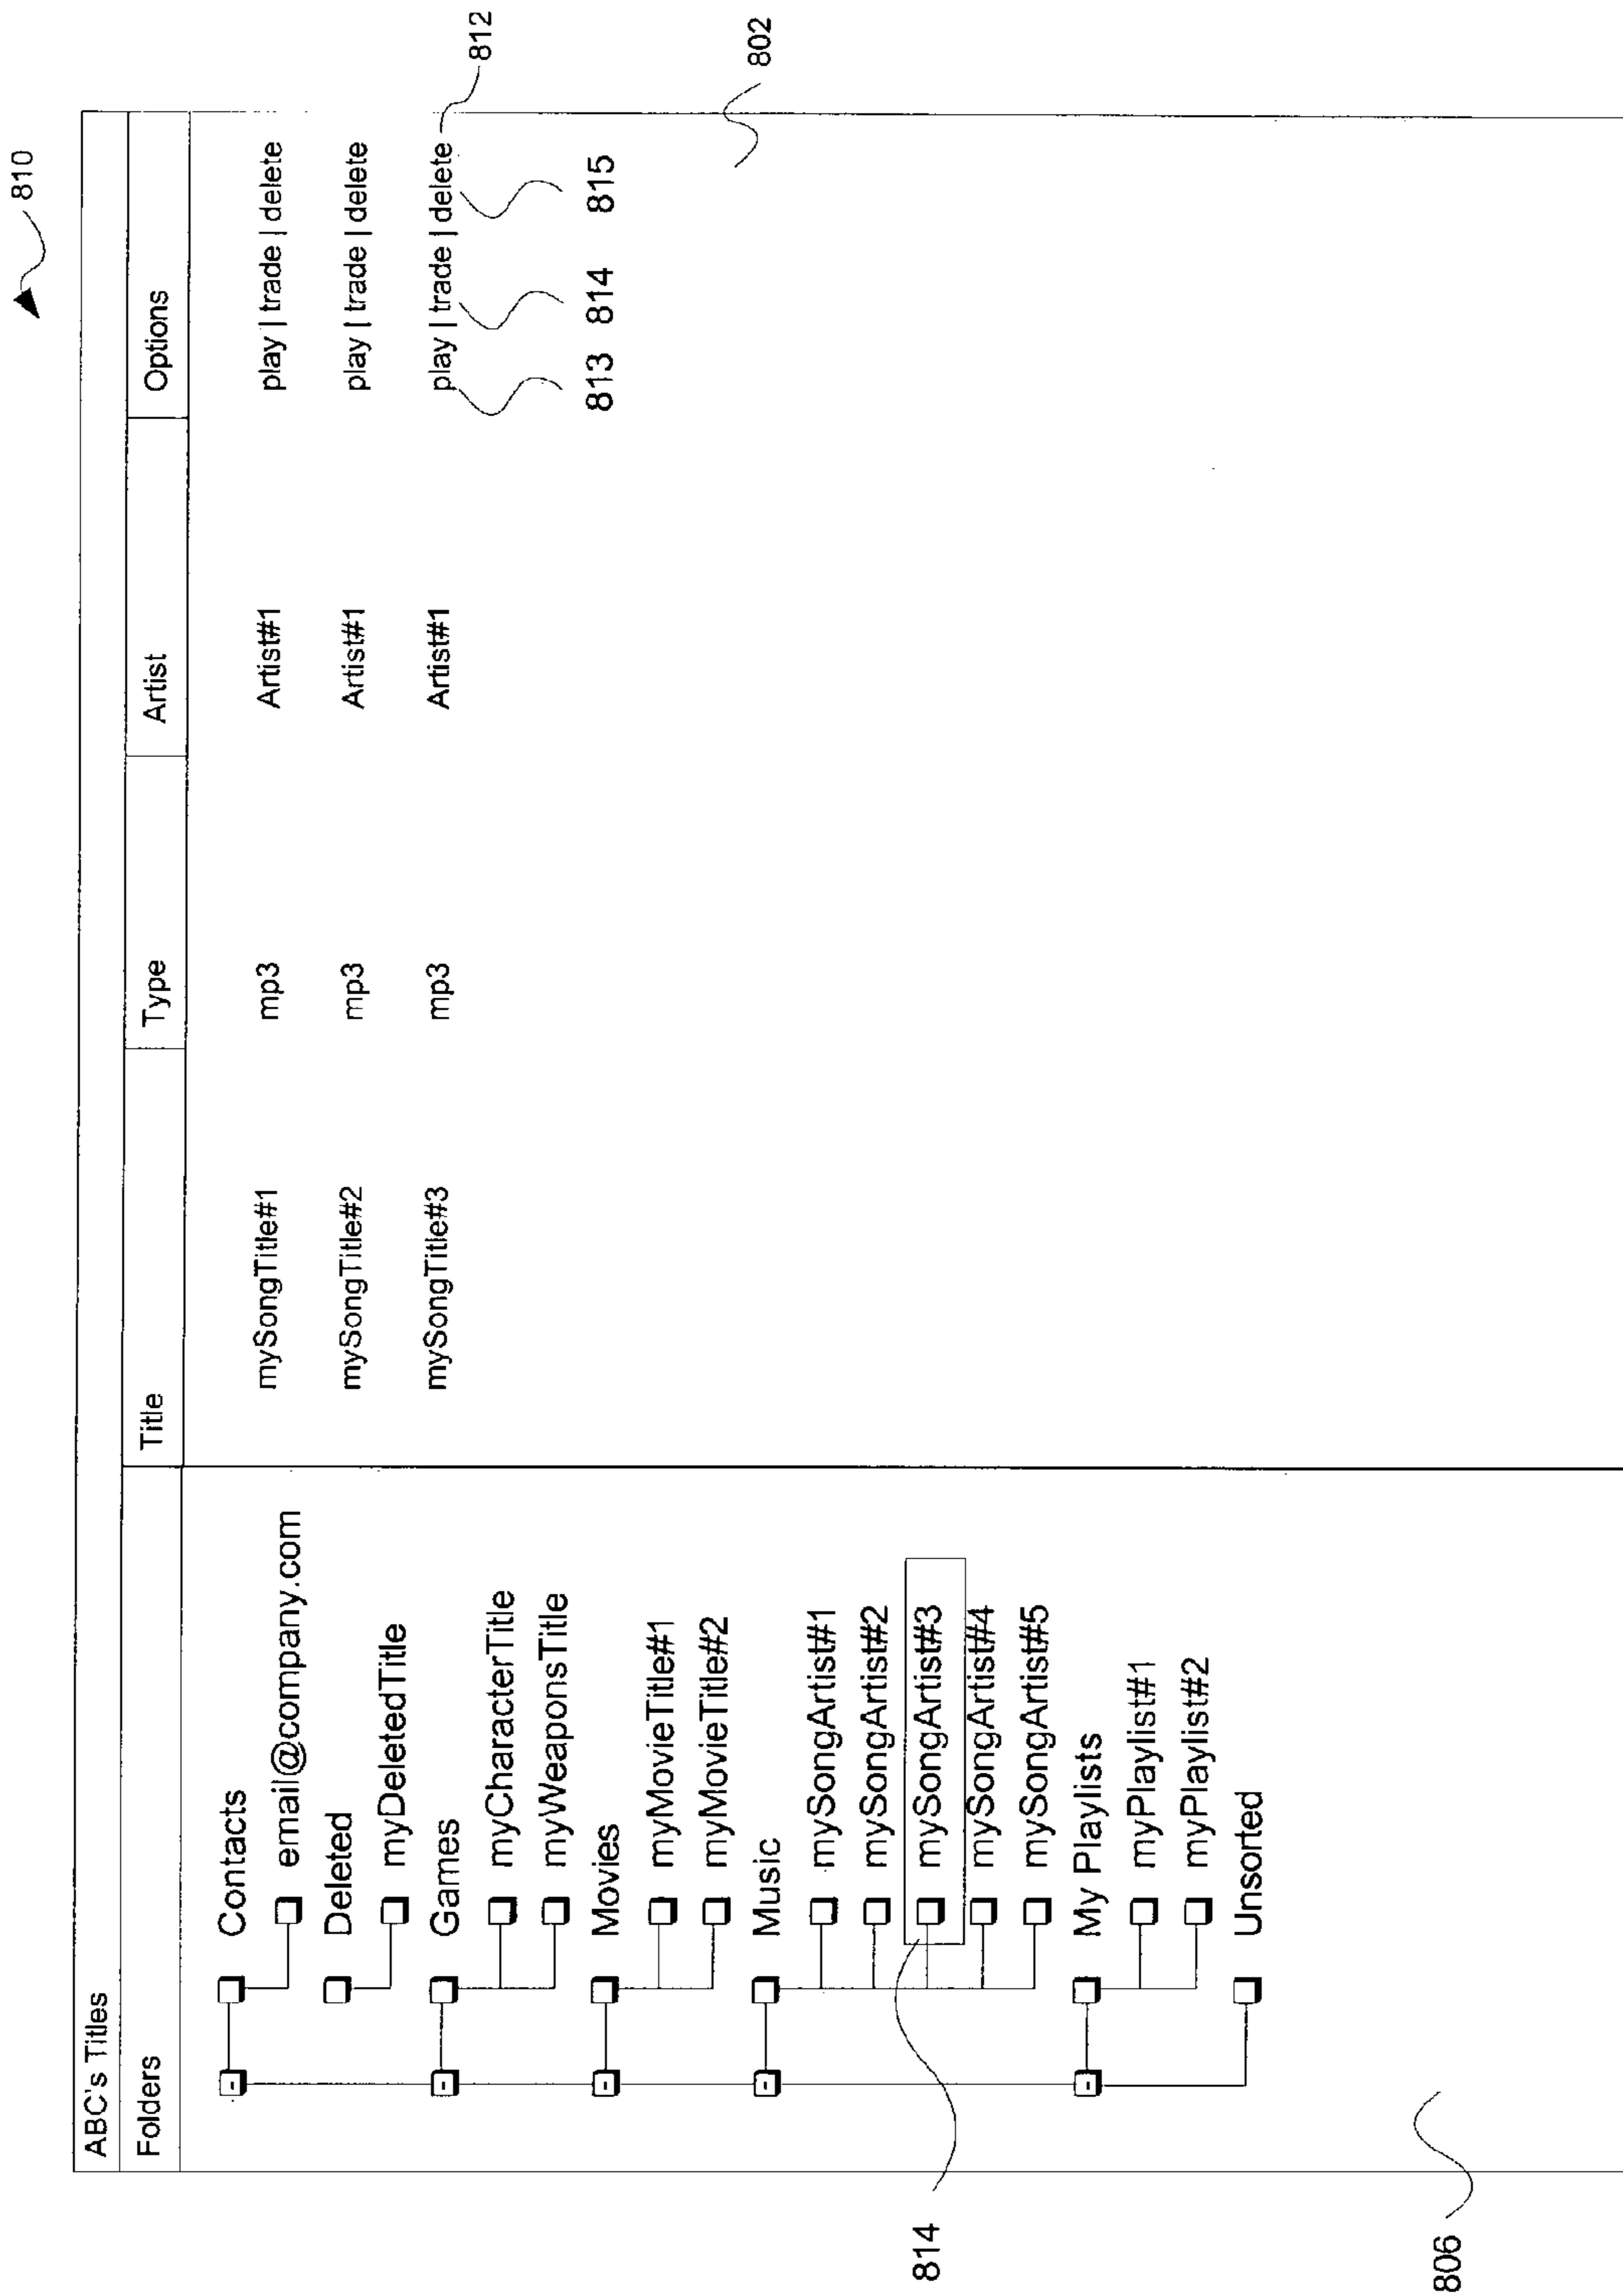 810
ABC's Titles
Folders Title Type Artist Options
Contacts
email@company.com
Deleted
myDeletedTitle
Games
myCharacterTitle
myWeaponsTitle
Movies
myMovieTitle#1
myMovieTitle#2
Music
mySongArtist#1
mySongArtist#2
mySongArtist#3
mySongArtist#4
mySongArtist#5
My Playlists
myPlaylist#1
myPlaylist#2
Unsorted
814
806
mySongTitle#1 mp3 Artist#1 play | trade | delete
mySongTitle#2 mp3 Artist#1 play | trade | delete
mySongTitle#3 mp3 Artist#1 play | trade | delete
812
813 814 815
802